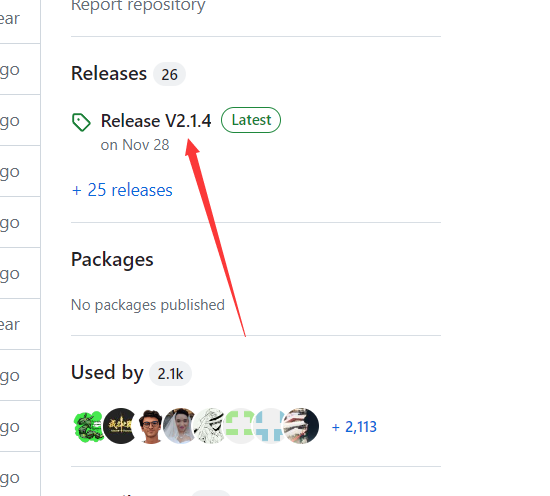 Report repository
ear
go
Releases 26
go
Release V2.1.4 Latest
on Nov 28
go
+ 25 releases
go
Packages
go
No packages published
ear
Used by 2.1k
go
+ 2,113
go
go